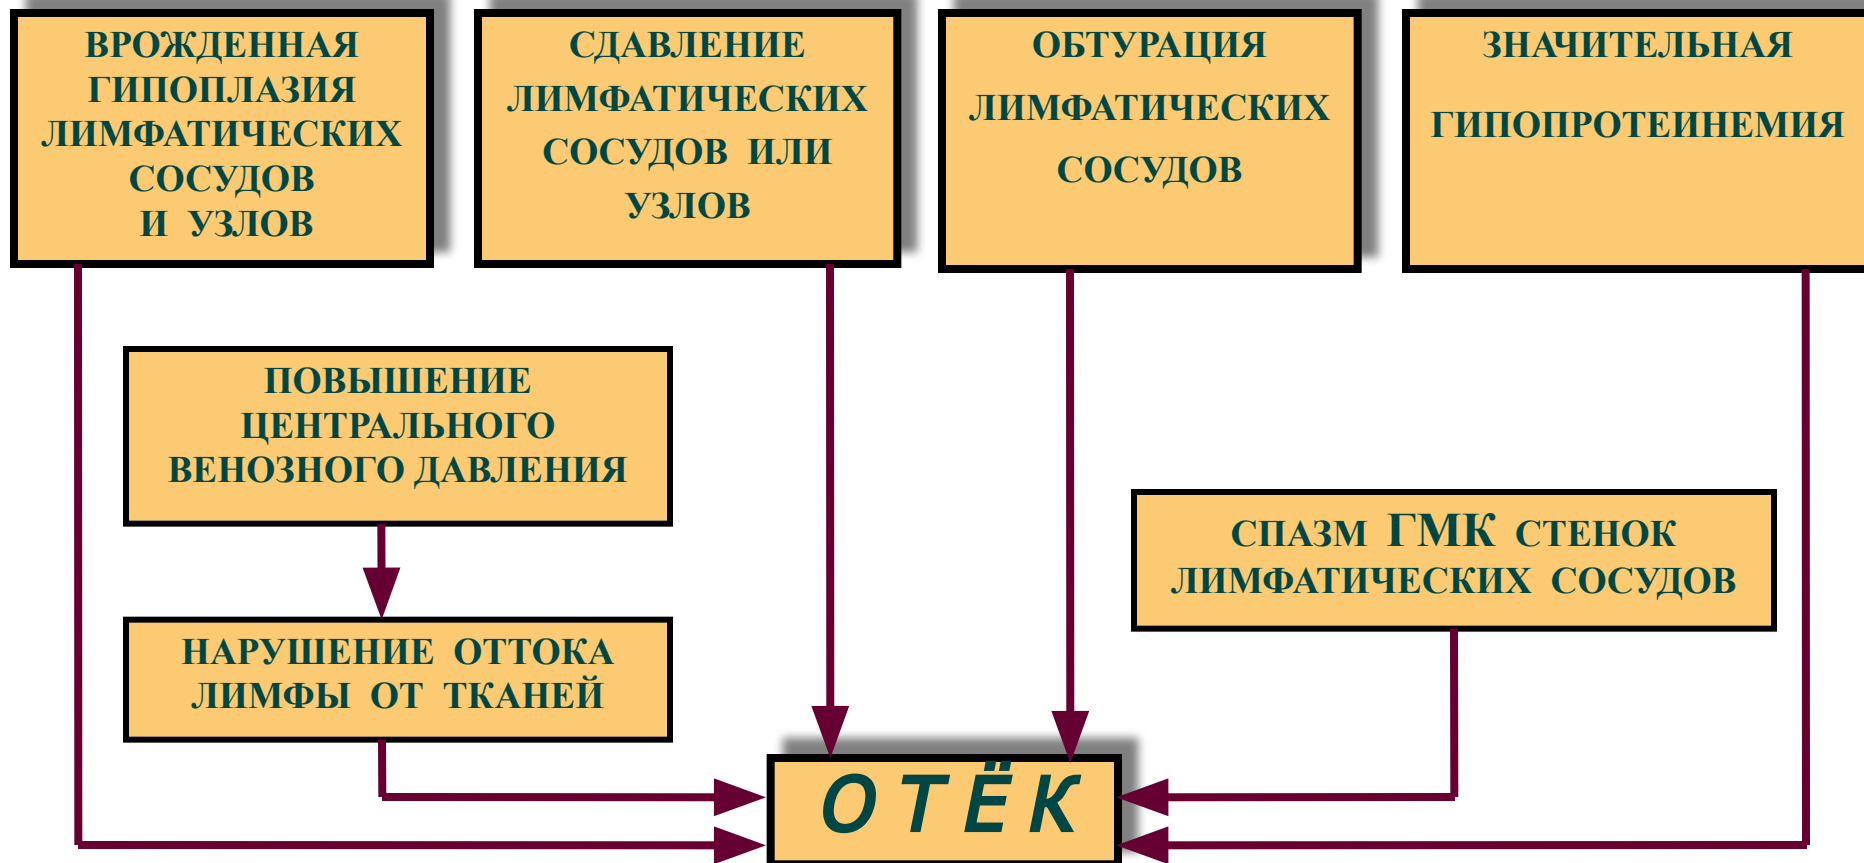 ВРОЖДЕННАЯ
ГИПОПЛАЗИЯ
ЛИМФАТИЧЕСКИХ
СОСУДОВ
И УЗЛОВ
СДАВЛЕНИЕ
ЛИМФАТИЧЕСКИХ
СОСУДОВ ИЛИ
УЗЛОВ
ОБТУРАЦИЯ
ЛИМФАТИЧЕСКИХ
СОСУДОВ
ЗНАЧИТЕЛЬНАЯ
ГИПОПРОТЕИНЕМИЯ
ПОВЫШЕНИЕ
ЦЕНТРАЛЬНОГО
ВЕНОЗНОГО ДАВЛЕНИЯ
СПАЗМ ГМК СТЕНОК
ЛИМФАТИЧЕСКИХ СОСУДОВ
НАРУШЕНИЕ ОТТОКА
ЛИМФЫ ОТ ТКАНЕЙ
ОТЁК